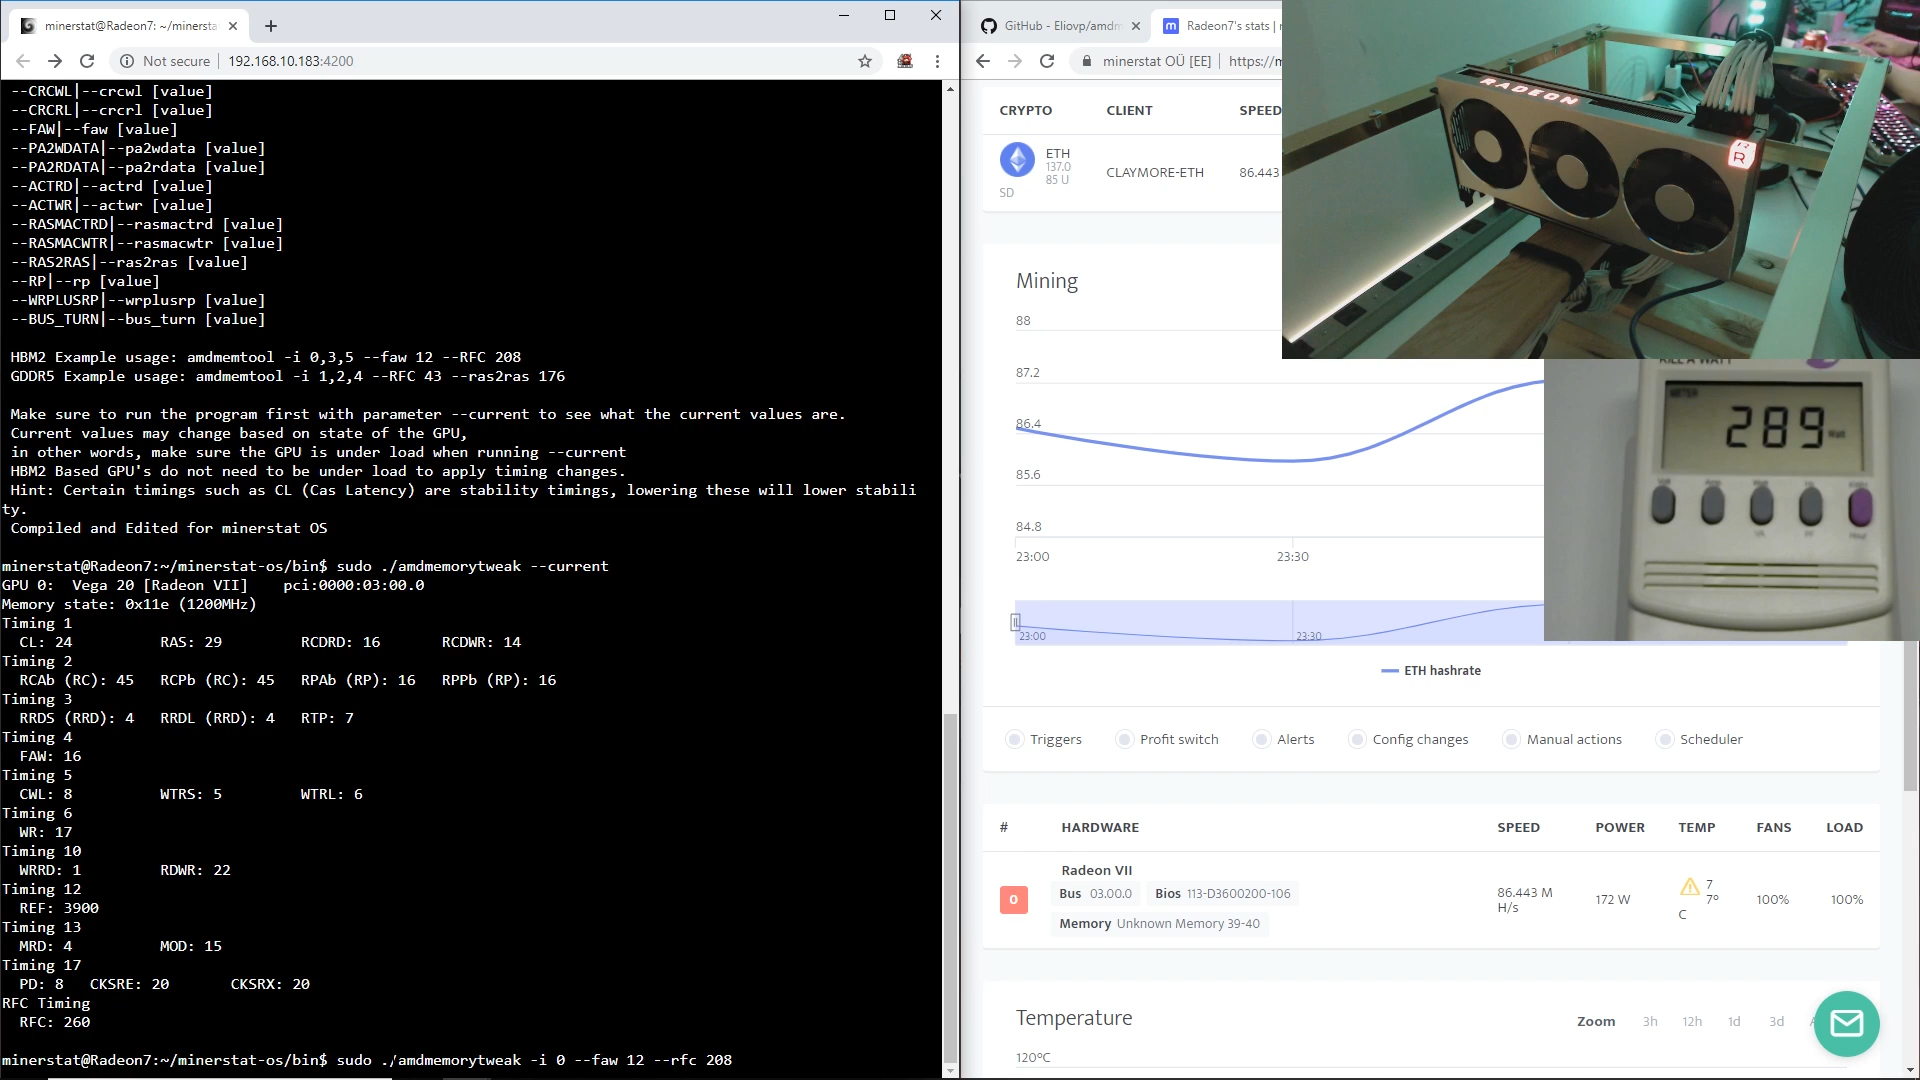 minerstat@Radeon7: ~/minersta
Not secure | 192.168.10.183:4200
--CRCWL|--crcwl [value]
--CRCRL|--crcrl [value]
--FAW|--faw [value]
--PA2WDATA|--pa2wdata [value]
--PA2RDATA|--pa2rdata [value]
--ACTRD|--actrd [value]
--ACTWR|--actwr [value]
--RASMACTRD|--rasmactrd [value]
--RASMACWTR|--rasmacwtr [value]
--RAS2RAS|--ras2ras [value]
--RP|--rp [value]
--WRPLUSRP|--wrplusrp [value]
--BUS_TURN|--bus_turn [value]
HBM2 Example usage: amdmemtool -i 0,3,5 --faw 12 --RFC 208
GDDR5 Example usage: amdmemtool -i 1,2,4 --RFC 43 --ras2ras 176
Make sure to run the program first with parameter --current to see what the current values are.
Current values may change based on state of the GPU,
in other words, make sure the GPU is under load when running --current
HBM2 Based GPU's do not need to be under load to apply timing changes.
Hint: Certain timings such as CL (Cas Latency) are stability timings, lowering these will lower stabili
ty.
Compiled and Edited for minerstat OS
minerstat@Radeon7:~/minerstat-os/bin$ sudo ./amdmemorytweak --current
GPU 0:  Vega 20 [Radeon VII]    pci:0000:03:00.0
Memory state: 0x11e (1200MHz)
Timing 1
CL: 24 RAS: 29 RCDRD: 16 RCDWR: 14
Timing 2
RCAb (RC): 45 RCPb (RC): 45 RPAb (RP): 16 RPPb (RP): 16
Timing 3
RRDS (RRD): 4 RRDL (RRD): 4 RTP: 7
Timing 4
FAW: 16
Timing 5
CWL: 8 WTRS: 5 WTRL: 6
Timing 6
WR: 17
Timing 10
WRRD: 1 RDWR: 22
Timing 12
REF: 3900
Timing 13
MRD: 4 MOD: 15
Timing 17
PD: 8 CKSRE: 20 CKSRX: 20
RFC Timing
RFC: 260
minerstat@Radeon7:~/minerstat-os/bin$ sudo ./amdmemorytweak -i 0 --faw 12 --rfc 208
GitHub - Eliovp/amdm
Radeon7's stats |
minerstat OÜ [EE] | https://m
CRYPTO CLIENT SPEED
ETH
137.0
85 U
SD
CLAYMORE-ETH
86.443
Mining
88
87.2
86.4
85.6
84.8
23:00 23:30
23:00 23:30
ETH hashrate
Triggers Profit switch Alerts Config changes Manual actions Scheduler
# HARDWARE SPEED POWER TEMP FANS LOAD
0
Radeon VII
Bus 03.00.0 Bios 113-D3600200-106
Memory Unknown Memory 39-40
86.443 M
H/s
172 W
7
7°
C
100%
100%
Temperature
Zoom 3h 12h 1d 3d
120°C
RADEON
R
KILL A WATT
289